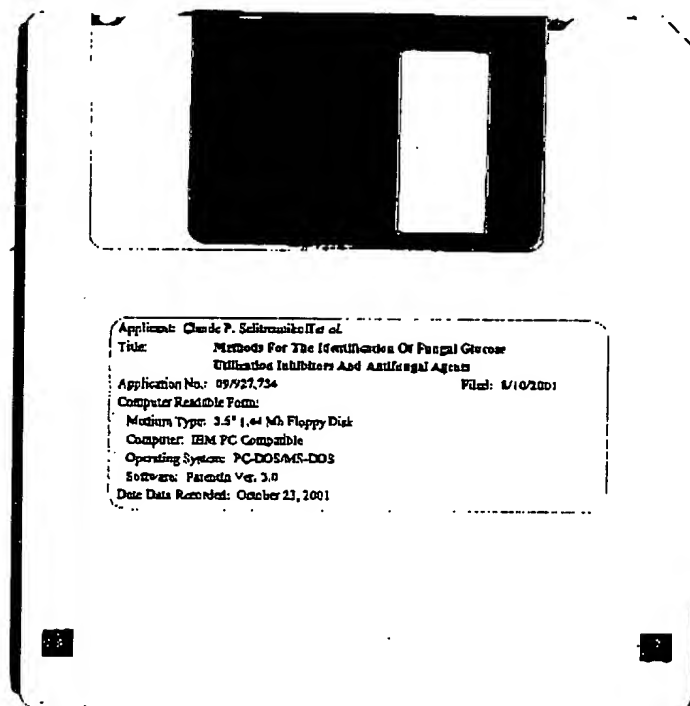 Applicant: Claude P. Selitrennikoff et al.
Title: Methods For The Identification Of Fungal Glucose
Utilization Inhibitors And Antifungal Agents
Application No.: 09/927,734 Filed: 8/10/2001
Computer Readable Form:
Medium Type: 3.5" 1.44 Mb Floppy Disk
Computer: IBM PC Compatible
Operating System: PC-DOS/MS-DOS
Software: PatentIn Ver. 3.0
Date Data Recorded: October 23, 2001